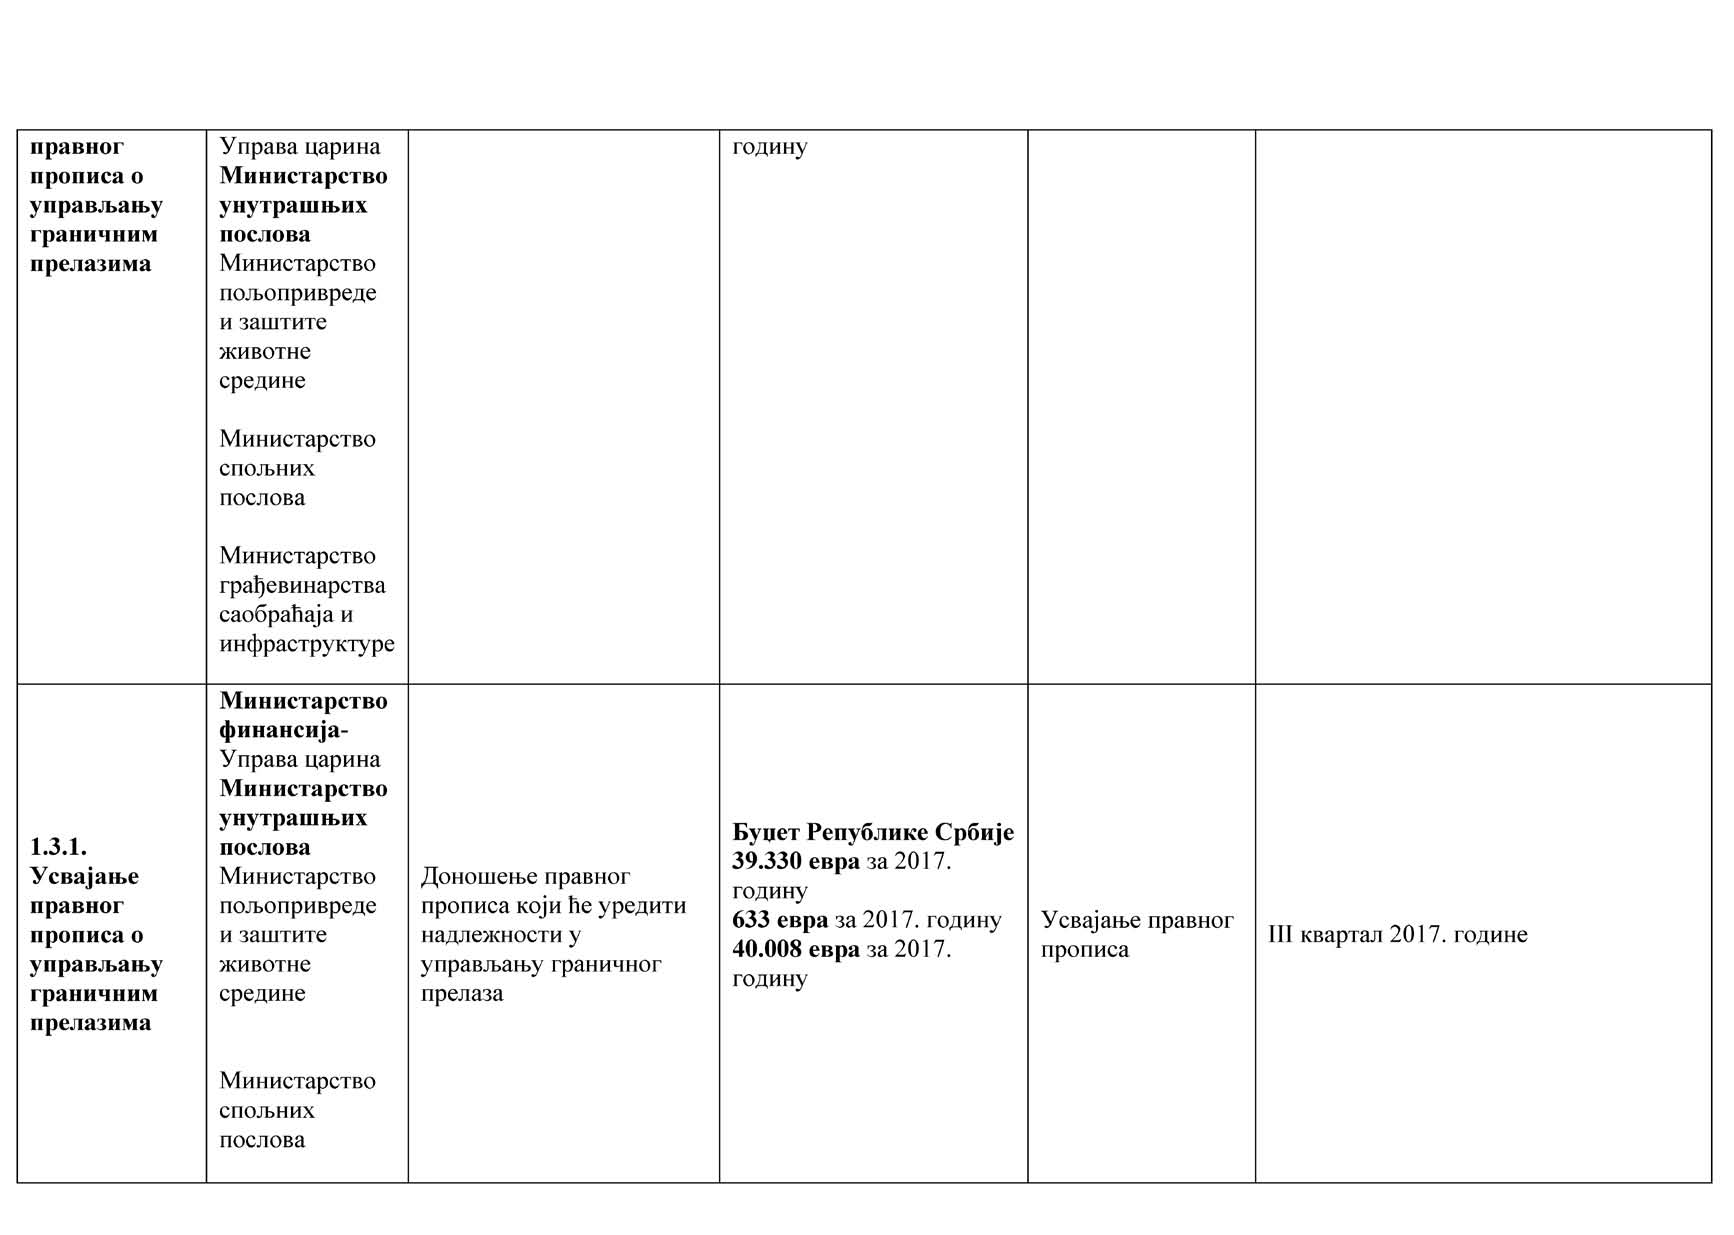 правног
прописа о
управљању
граничним
прелазима
Управа царина
Министарство
унутрашњих
послова
Министарство
пољопривреде
и заштите
животне
средине
Министарство
спољних
послова
Министарство
грађевинарства
саобраћаја и
инфраструктуре
годину
1.3.1.
Усвајање
правног
прописа о
управљању
граничним
прелазима
Министарство
финансија-
Управа царина
Министарство
унутрашњих
послова
Министарство
пољопривреде
и заштите
животне
средине
Министарство
спољних
послова
Доношење правног
прописа који ће уредити
надлежности у
управљању граничног
прелаза
Буџет Републике Србије
39.330 евра за 2017.
годину
633 евра за 2017. годину
40.008 евра за 2017.
годину
Усвајање правног
прописа
III квартал 2017. године